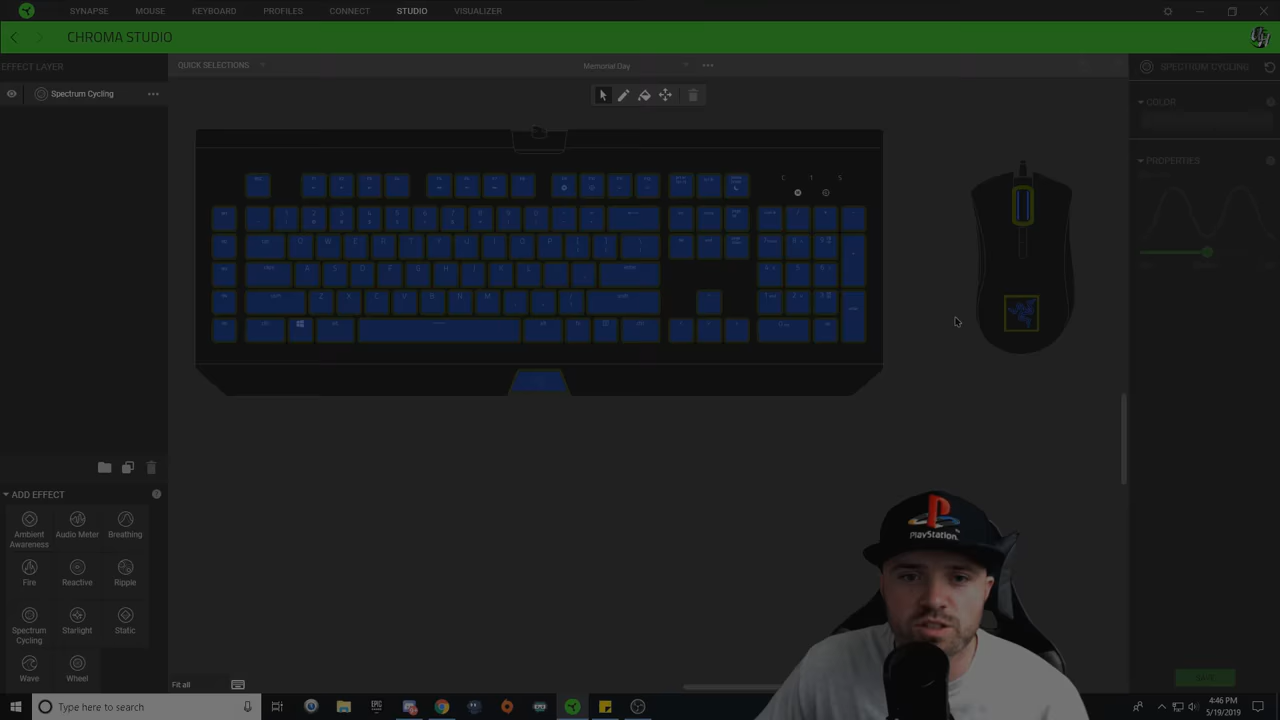 SYNAPSE MOUSE KEYBOARD PROFILES CONNECT STUDIO VISUALIZER
CHROMA STUDIO
EFFECT LAYER
QUICK SELECTIONS
Memorial Day
SPECTRUM CYCLING
Spectrum Cycling
COLOR
PROPERTIES
C T S
Q W E R T Y U I O P
A S D F G H J K L
Z X C V B N M
ADD EFFECT
Ambient Awareness
Audio Meter
Breathing
Fire
Reactive
Ripple
Spectrum Cycling
Starlight
Static
Wave
Wheel
PlayStation
Fit all
SAVE
Type here to search
4:46 PM
5/19/2019